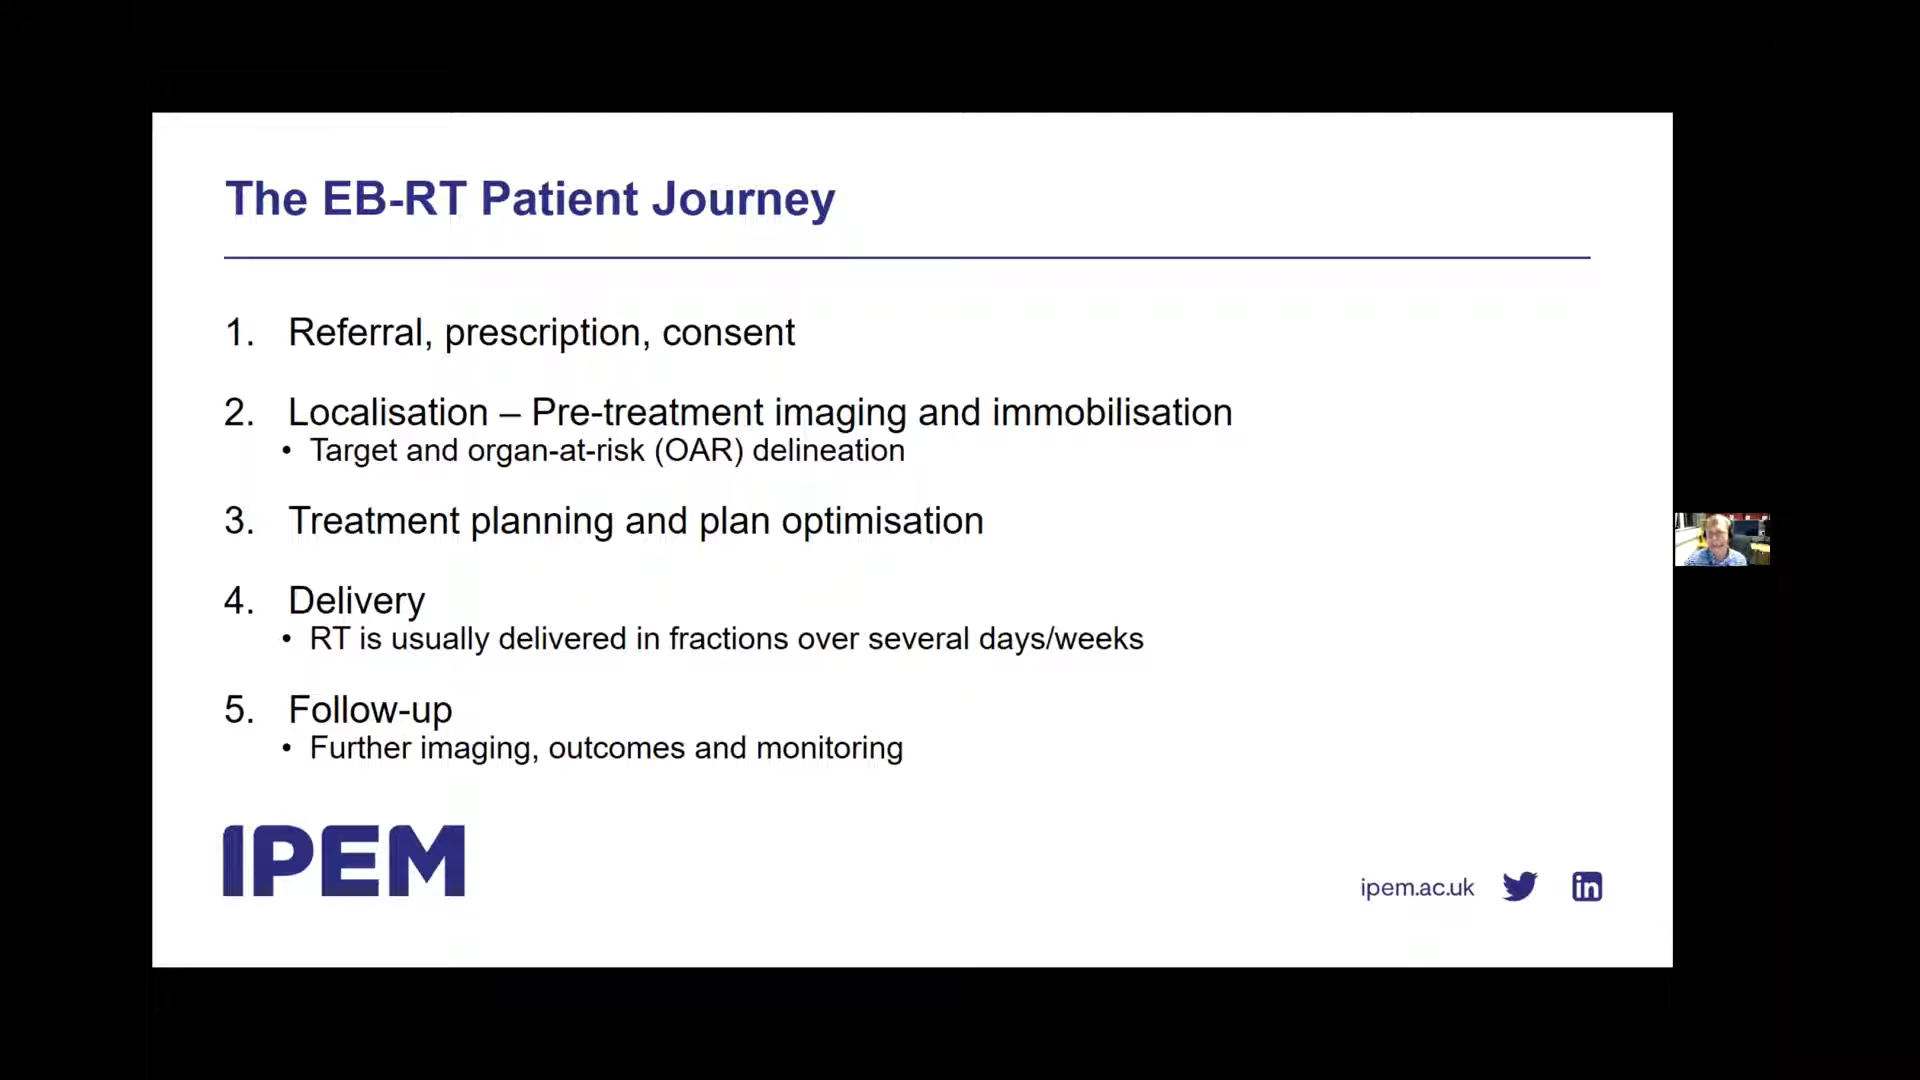 The EB-RT Patient Journey
1. Referral, prescription, consent
2. Localisation – Pre-treatment imaging and immobilisation
• Target and organ-at-risk (OAR) delineation
3. Treatment planning and plan optimisation
4. Delivery
• RT is usually delivered in fractions over several days/weeks
5. Follow-up
• Further imaging, outcomes and monitoring
IPEM
ipem.ac.uk
in